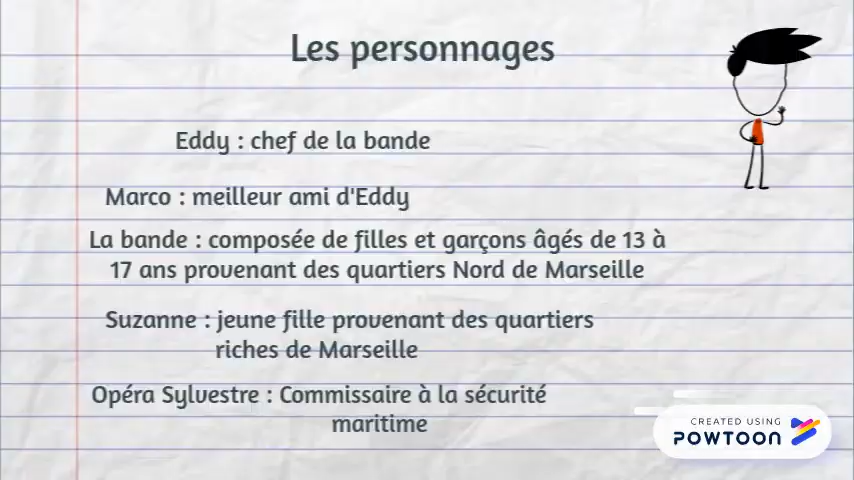 Les personnages
Eddy : chef de la bande
Marco : meilleur ami d'Eddy
La bande : composée de filles et garçons âgés de 13 à
17 ans provenant des quartiers Nord de Marseille
Suzanne : jeune fille provenant des quartiers
riches de Marseille
Opéra Sylvestre : Commissaire à la sécurité
maritime
CREATED USING
POWTOON